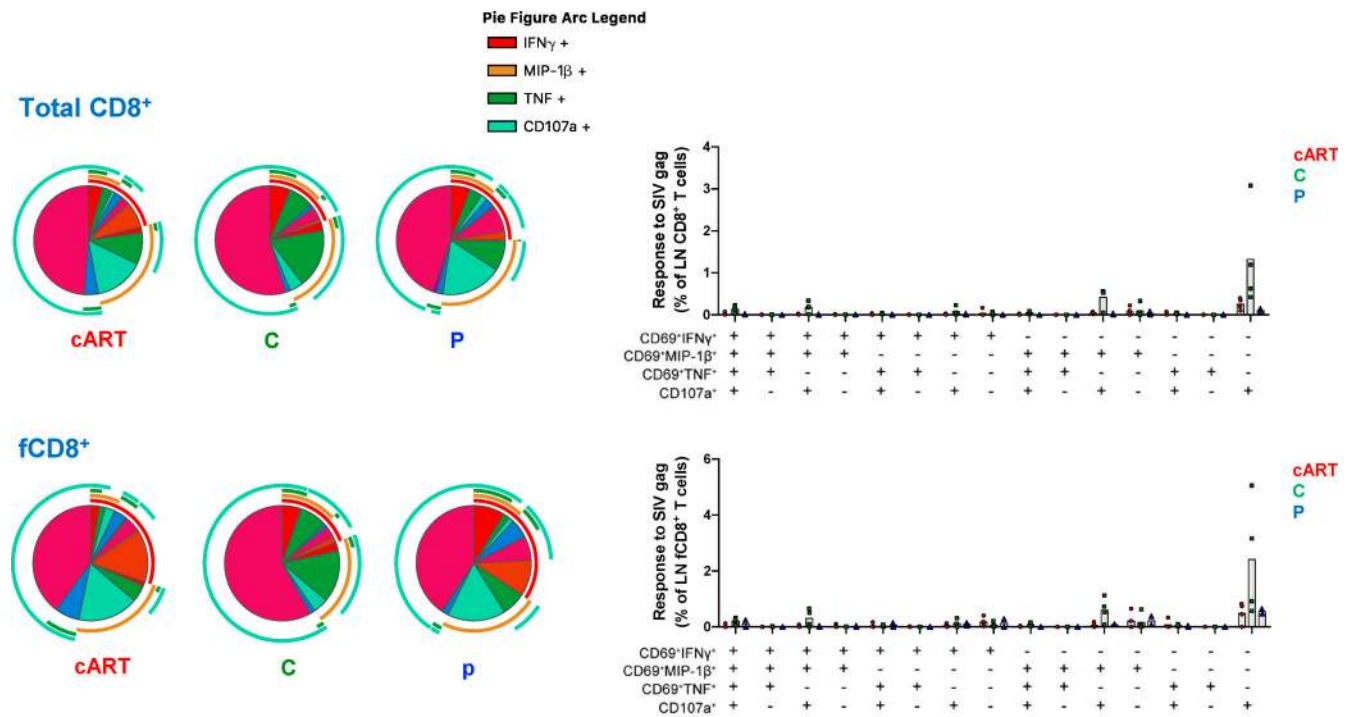 Pie Figure Arc Legend
IFNγ +
MIP-1β +
TNF +
CD107a +
Total CD8⁺
cART
C
P
Response to SIV gag
(% of LN CD8⁺ T cells)
4
3
2
1
0
cART
C
P
CD69⁺IFNγ⁺ + + + + + + + + - - - - - - -
CD69⁺MIP-1β⁺ + + + + - - - - + + + + - - -
CD69⁺TNF⁺ + + - - + + - - + + - - + + -
CD107a⁺ + - + - + - + - + - + - + - +
fCD8⁺
cART
C
p
Response to SIV gag
(% of LN fCD8⁺ T cells)
6
4
2
0
cART
C
P
CD69⁺IFNγ⁺ + + + + + + + + - - - - - - -
CD69⁺MIP-1β⁺ + + + + - - - - + + + + - - -
CD69⁺TNF⁺ + + - - + + - - + + - - + + -
CD107a⁺ + - + - + - + - + - + - + - +